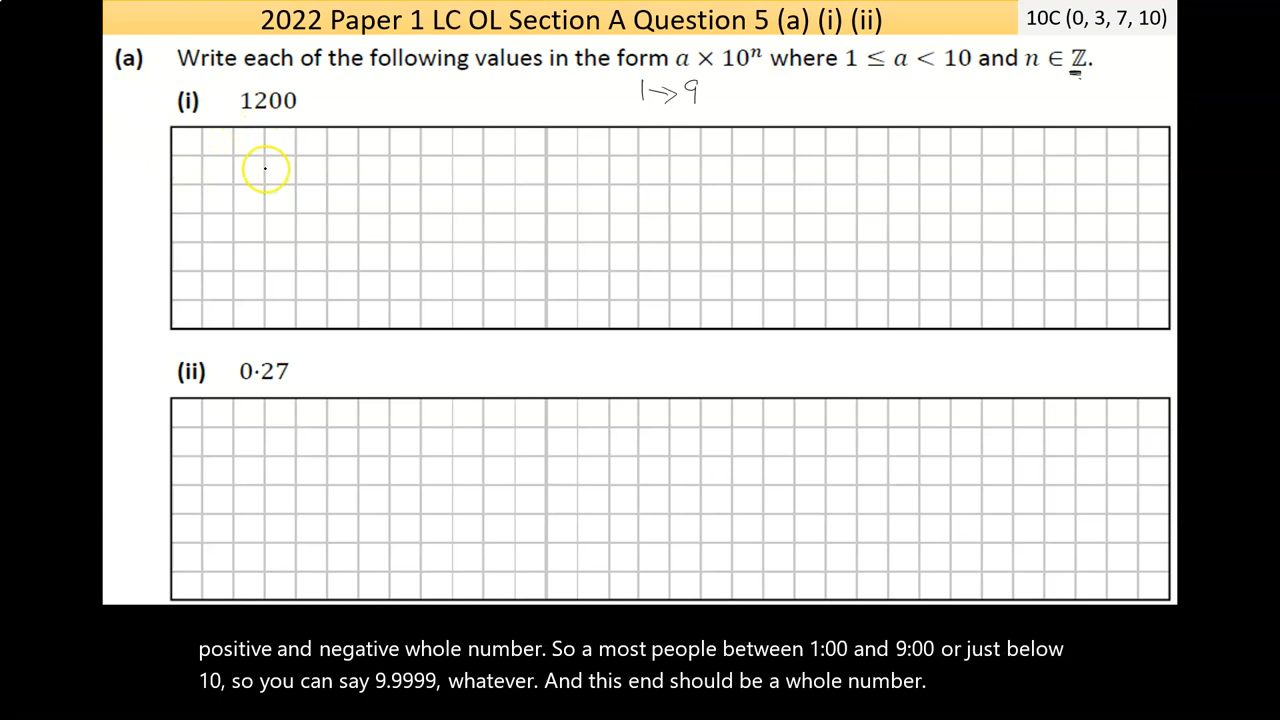 2022 Paper 1 LC OL Section A Question 5 (a) (i) (ii)
10C (0, 3, 7, 10)
(a) Write each of the following values in the form a × 10ⁿ where 1 ≤ a < 10 and n ∈ ℤ.
1→9
(i) 1200
(ii) 0·27
positive and negative whole number. So a most people between 1:00 and 9:00 or just below
10, so you can say 9.9999, whatever. And this end should be a whole number.